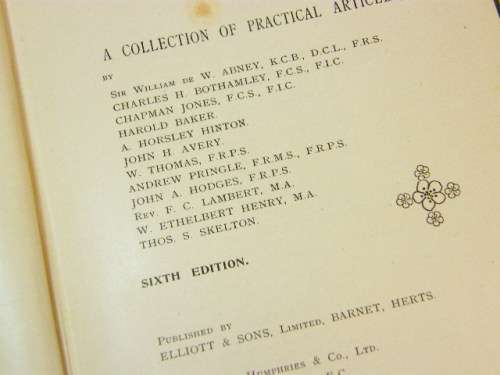 A COLLECTION OF PRACTICAL ARTICLE
BY
SIR WILLIAM DE W. ABNEY, K.C.B., D.C.L., F.R.S.
CHARLES H. BOTHAMLEY, F.C.S., F.I.C.
CHAPMAN JONES, F.C.S., F.I.C.
HAROLD BAKER.
A. HORSLEY HINTON.
JOHN H. AVERY.
W. THOMAS, F.R.P.S.
ANDREW PRINGLE, F.R.M.S., F.R.P.S.
JOHN A. HODGES, F.R.P.S.
REV. F. C. LAMBERT, M.A.
W. ETHELBERT HENRY, M.A.
THOS. S. SKELTON.
SIXTH EDITION.
PUBLISHED BY
ELLIOTT & SONS, LIMITED, BARNET, HERTS.
HUMPHRIES & CO., LTD.